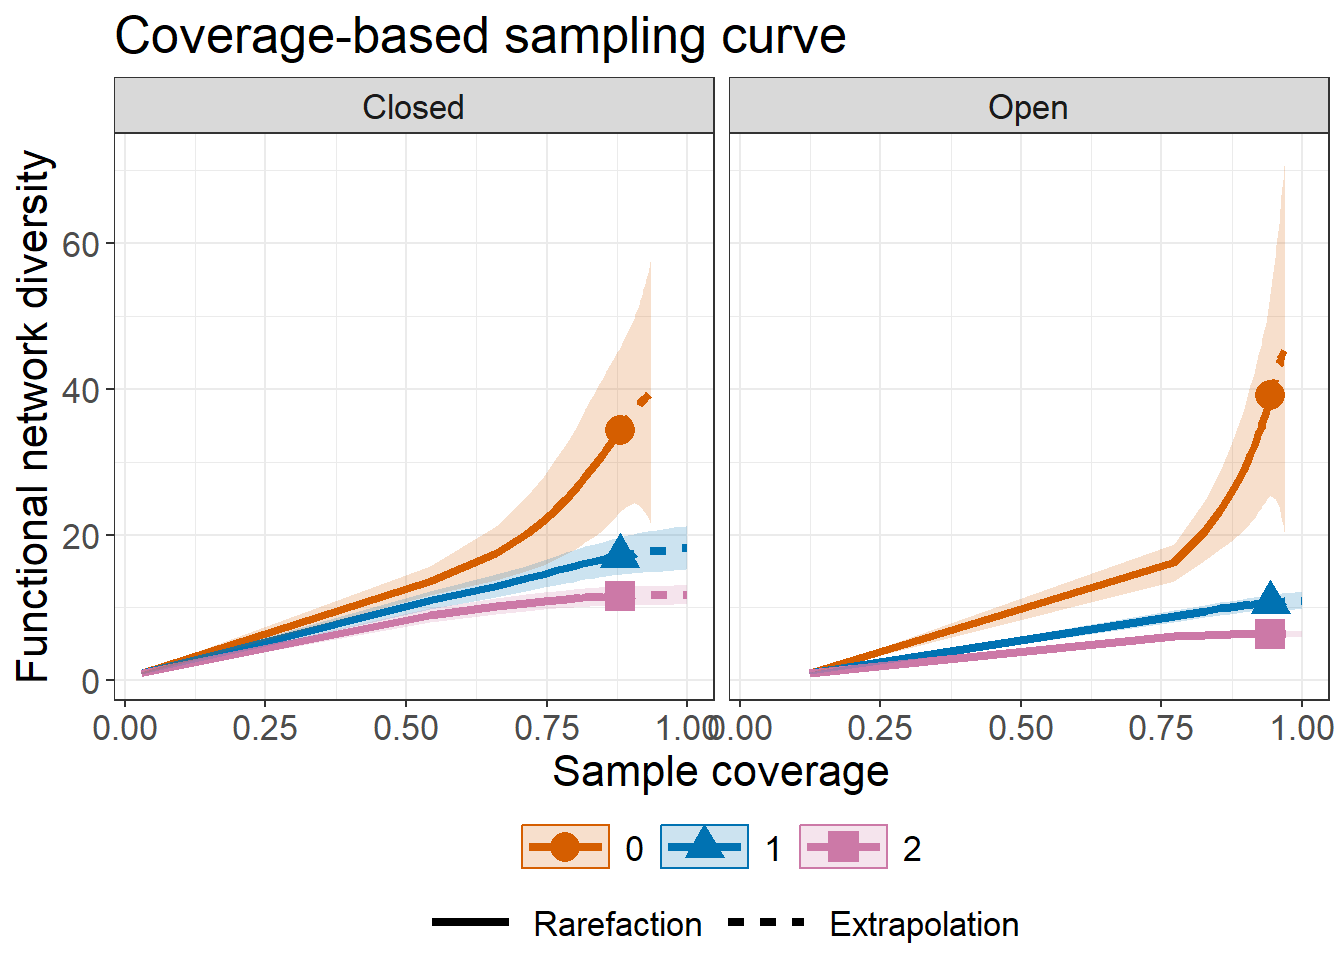 Coverage-based sampling curve
Closed
Open
Functional network diversity
60
40
20
0
0.00 0.25 0.50 0.75 1.00
0.00 0.25 0.50 0.75 1.00
Sample coverage
0 1 2
Rarefaction Extrapolation